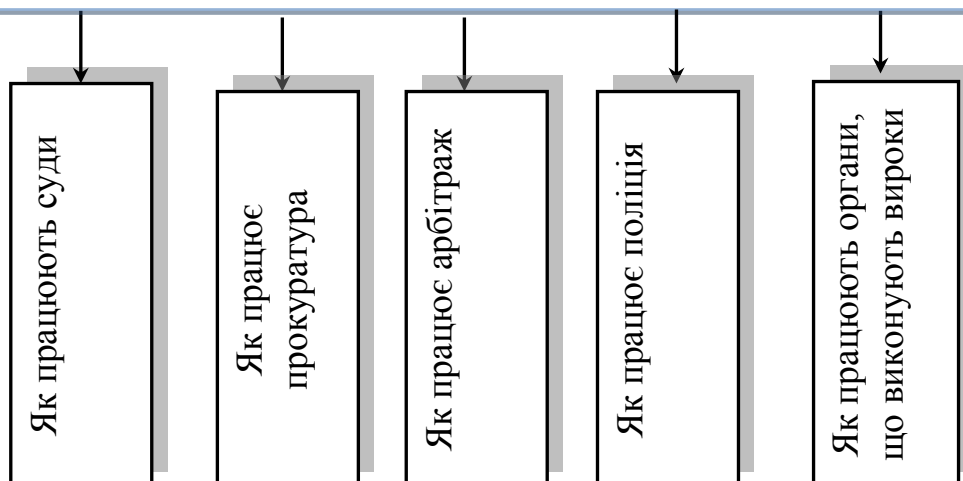 Як працюють суди
Як працює
прокуратура
Як працює арбітраж
Як працює поліція
Як працюють органи,
що виконують вироки